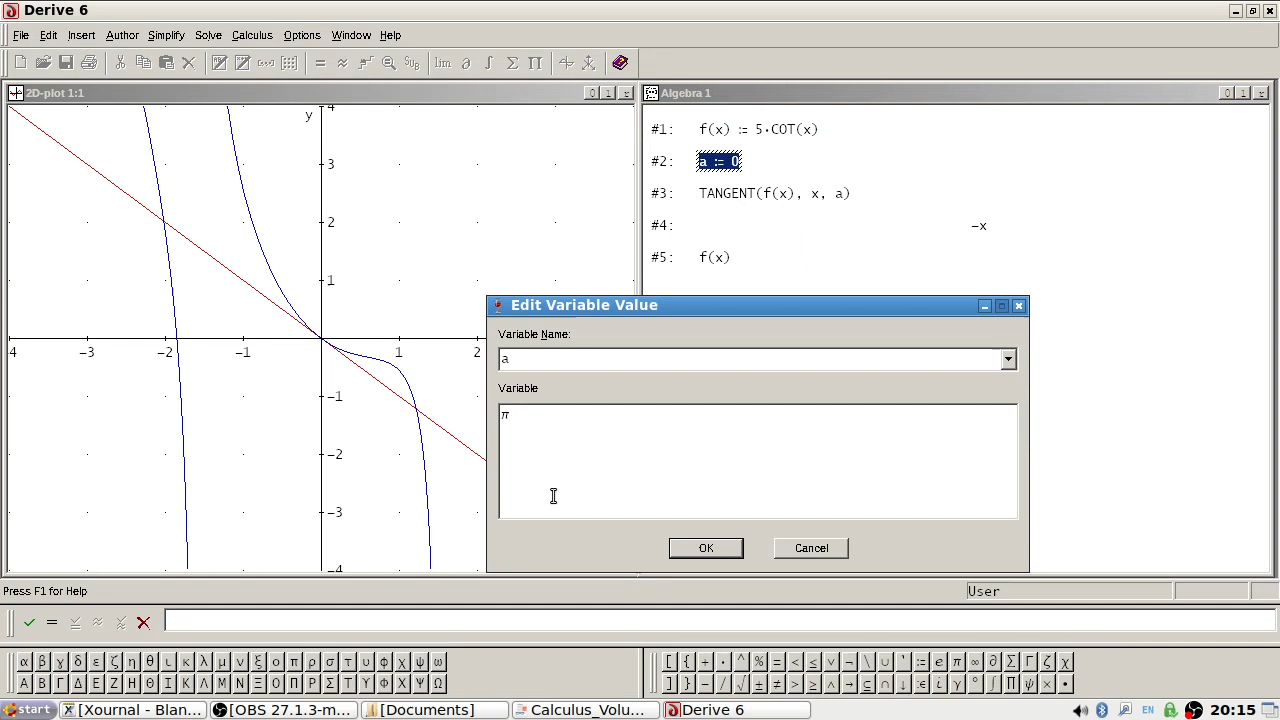 Derive 6
File Edit Insert Author Simplify Solve Calculus Options Window Help
lim ∂ ∫ Σ Π
2D-plot 1:1
Algebra 1
y
4
3
2
1
4 -3 -2 -1 1 2
-1
-2
-3
-4
#1: f(x) := 5·COT(x)
#2: a := 0
#3: TANGENT(f(x), x, a)
#4: -x
#5: f(x)
Edit Variable Value
Variable Name:
a
Variable
π
OK Cancel
Press F1 for Help
User
α β γ δ ε ζ η θ ι κ λ μ ν ξ ο π ρ σ τ υ φ χ ψ ω
Α Β Γ Δ Ε Ζ Η Θ Ι Κ Λ Μ Ν Ξ Ο Π Ρ Σ Τ Υ Φ Χ Ψ Ω
[ { + · ^ % = < ≤ ∨ ¬ \ ∪ ` := e π ∞ ∂ Σ Γ ζ χ
] } − / √ ± ≠ > ≥ ∧ → ⊆ ∩ ↓ :∈ i γ ° ∫ Π ψ × •
start [Xournal - Blan... [OBS 27.1.3-m... [Documents] Calculus_Volu... Derive 6 EN 20:15